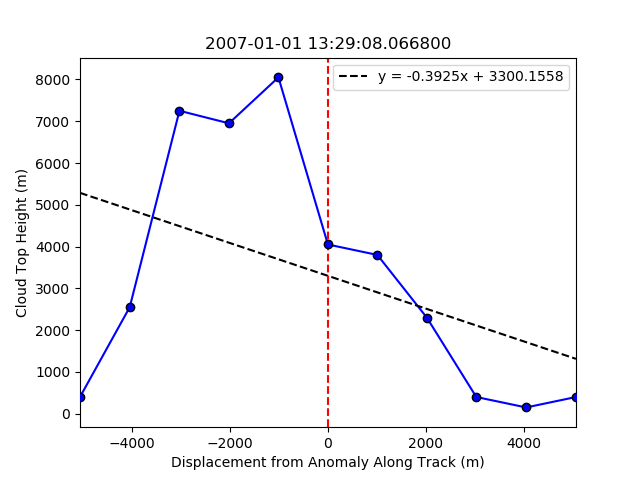 2007-01-01 13:29:08.066800
y = -0.3925x + 3300.1558
Cloud Top Height (m)
8000
7000
6000
5000
4000
3000
2000
1000
0
−4000 −2000 0 2000 4000
Displacement from Anomaly Along Track (m)